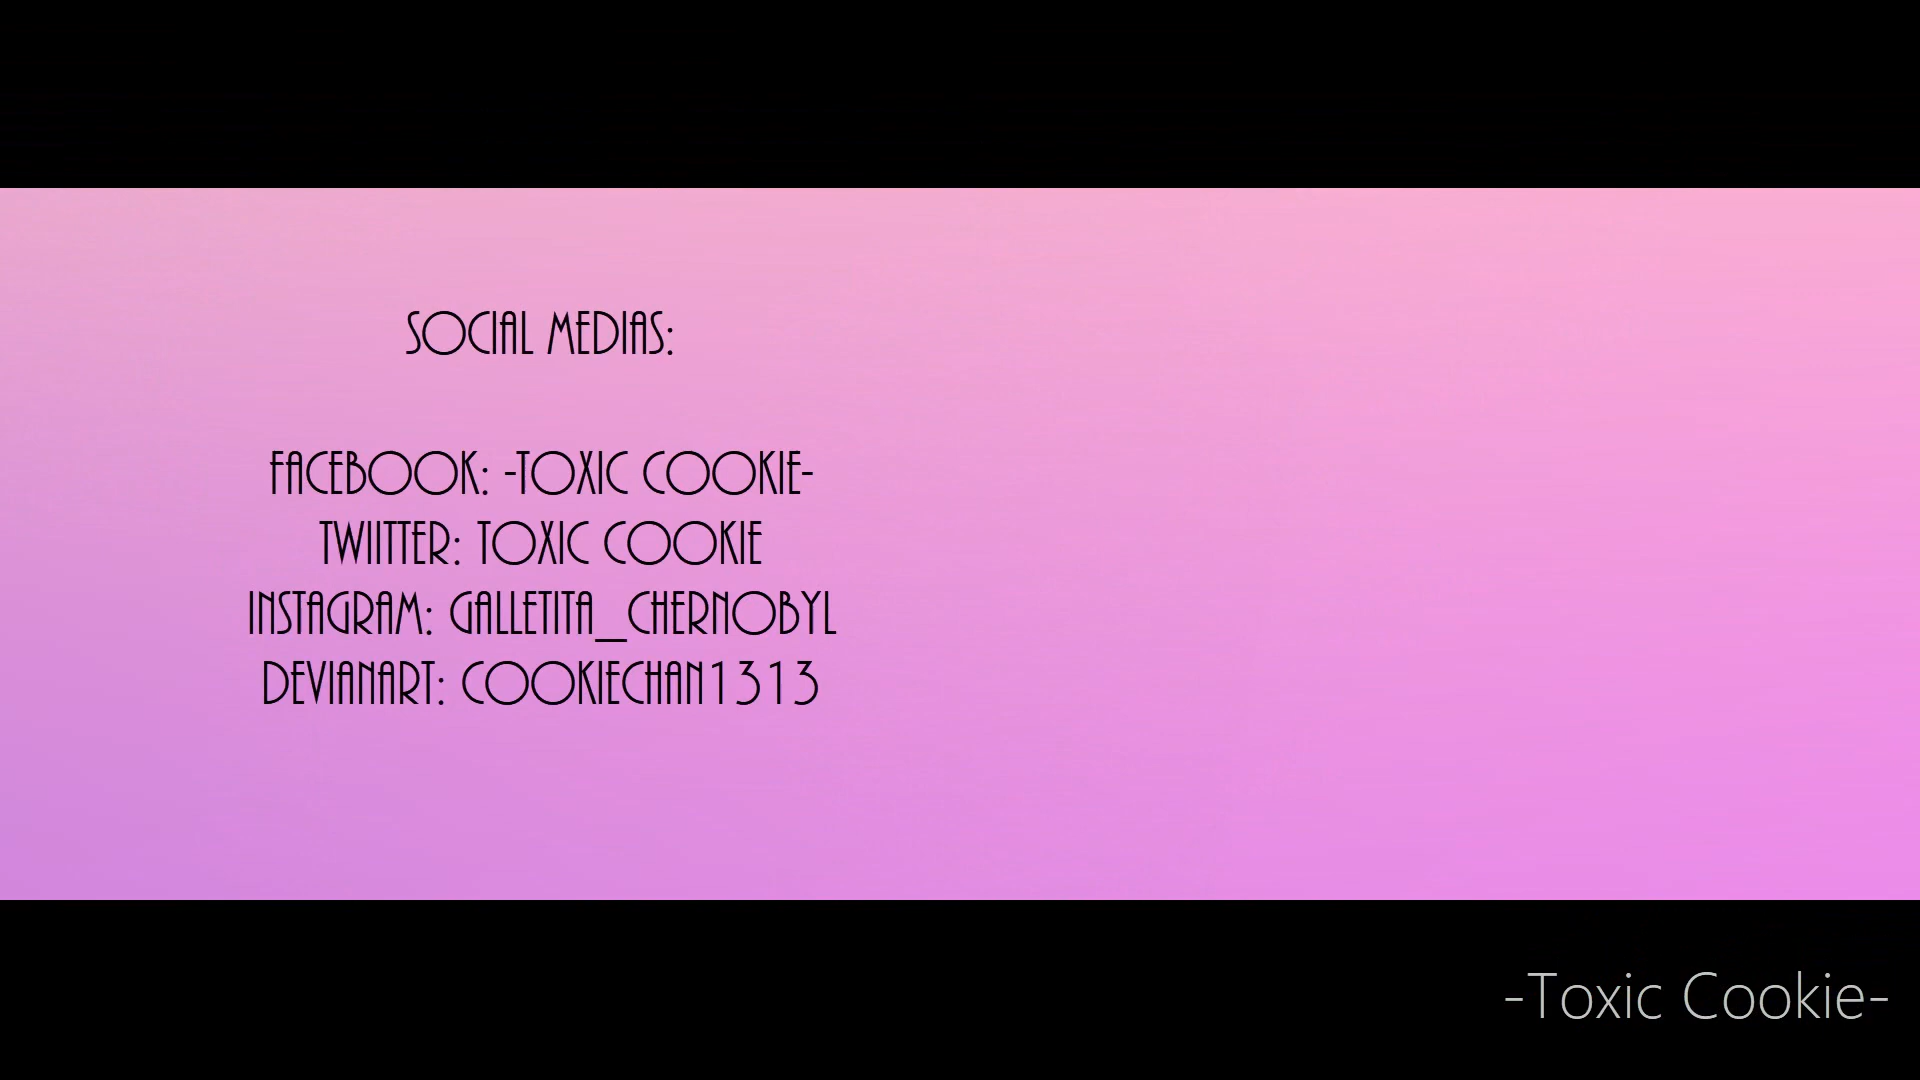 SOCIAL MEDIAS:
FACEBOOK: -TOXIC COOKIE-
TWIITTER: TOXIC COOKIE
INSTAGRAM: GALLETITA_CHERNOBYL
DEVIANART: COOKIECHAN1313
-Toxic Cookie-